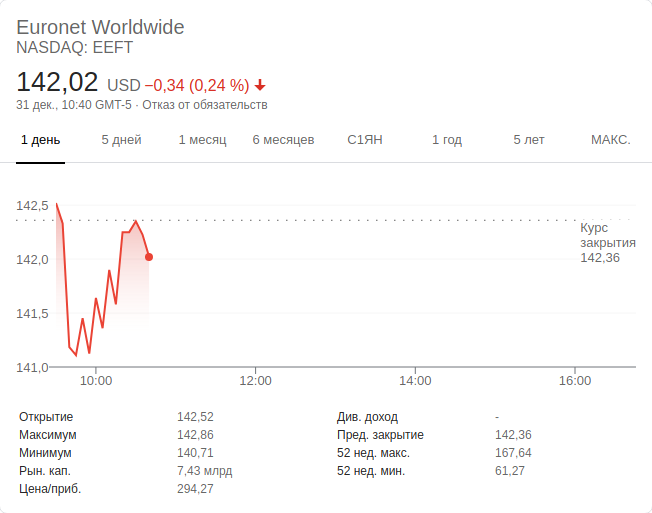 Euronet Worldwide
NASDAQ: EEFT
142,02 USD −0,34 (0,24 %)
31 дек., 10:40 GMT-5 · Отказ от обязательств
1 день 5 дней 1 месяц 6 месяцев С1ЯН 1 год 5 лет МАКС.
142,5
Курс
закрытия
142,36
142,0
141,5
141,0
10:00 12:00 14:00 16:00
Открытие 142,52 Див. доход -
Максимум 142,86 Пред. закрытие 142,36
Минимум 140,71 52 нед. макс. 167,64
Рын. кап. 7,43 млрд 52 нед. мин. 61,27
Цена/приб. 294,27